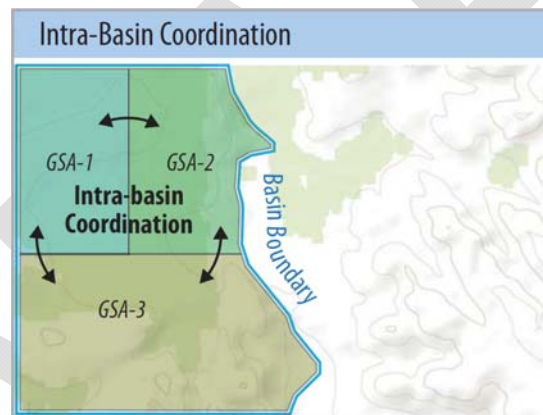 Intra-Basin Coordination
GSA-1
GSA-2
Intra-basin
Coordination
Basin Boundary
GSA-3